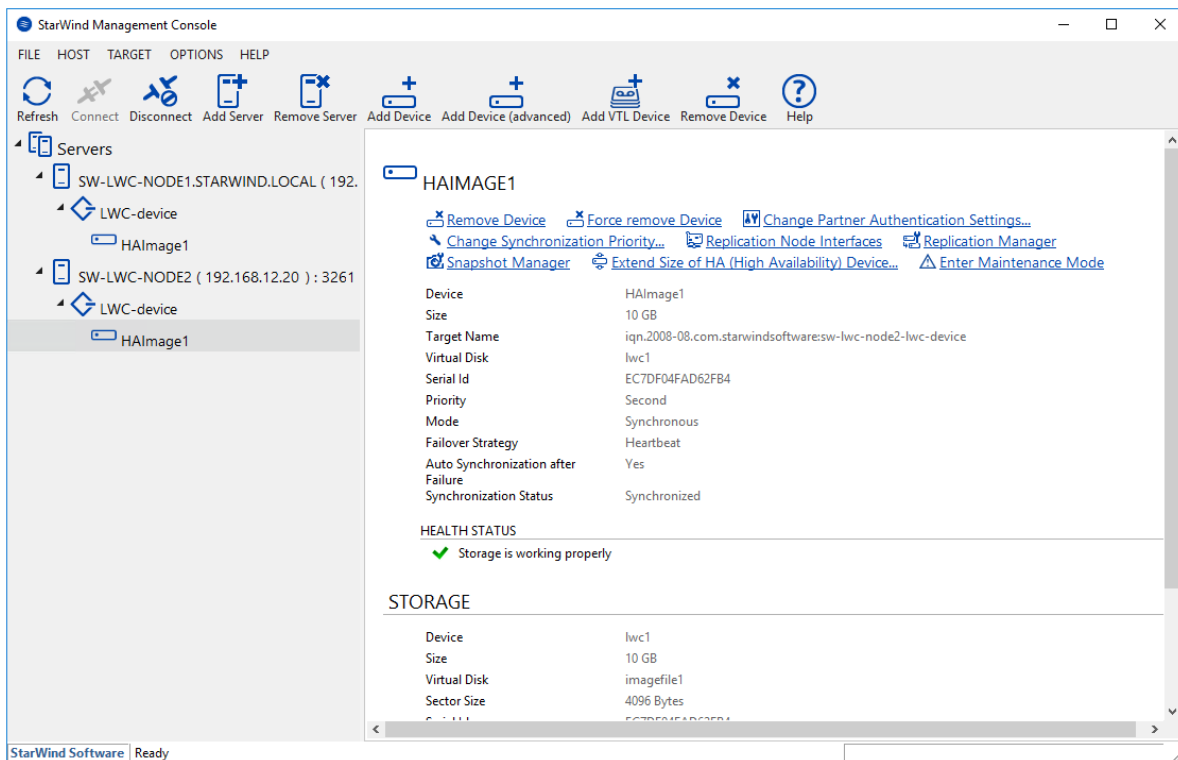 StarWind Management Console
FILE HOST TARGET OPTIONS HELP
Refresh Connect Disconnect Add Server Remove Server Add Device Add Device (advanced) Add VTL Device Remove Device Help
Servers
SW-LWC-NODE1.STARWIND.LOCAL ( 192.
LWC-device
HAImage1
SW-LWC-NODE2 ( 192.168.12.20 ) : 3261
LWC-device
HAImage1
HAIMAGE1
Remove Device Force remove Device Change Partner Authentication Settings...
Change Synchronization Priority... Replication Node Interfaces Replication Manager
Snapshot Manager Extend Size of HA (High Availability) Device... Enter Maintenance Mode
Device HAImage1
Size 10 GB
Target Name iqn.2008-08.com.starwindsoftware:sw-lwc-node2-lwc-device
Virtual Disk lwc1
Serial Id EC7DF04FAD62FB4
Priority Second
Mode Synchronous
Failover Strategy Heartbeat
Auto Synchronization after Yes
Failure
Synchronization Status Synchronized
HEALTH STATUS
Storage is working properly
STORAGE
Device lwc1
Size 10 GB
Virtual Disk imagefile1
Sector Size 4096 Bytes
StarWind Software Ready